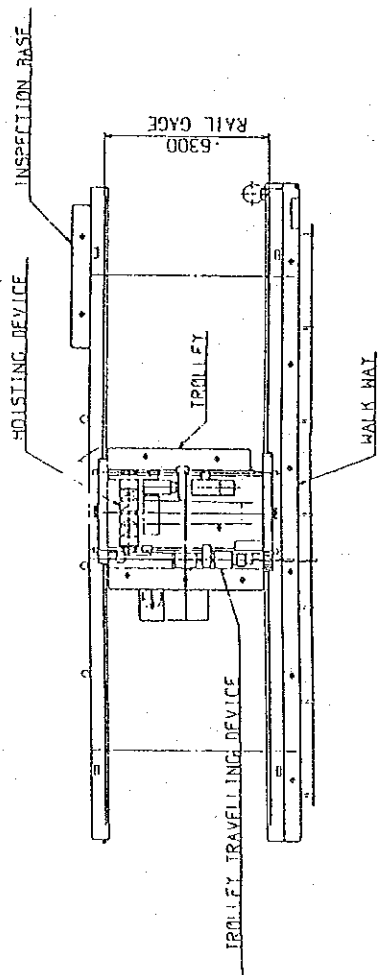 INSPECTION BASE
HOISTING DEVICE
RAIL GAGE
6300
TROLLEY
WALK WAY
TROLLEY TRAVELLING DEVICE